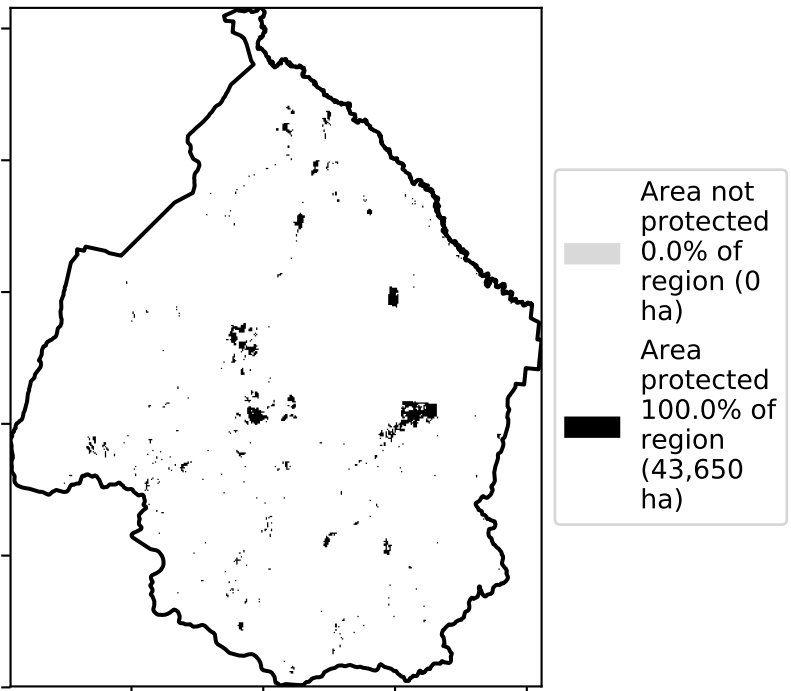 Area not
protected
0.0% of
region (0
ha)
Area
protected
100.0% of
region
(43,650
ha)